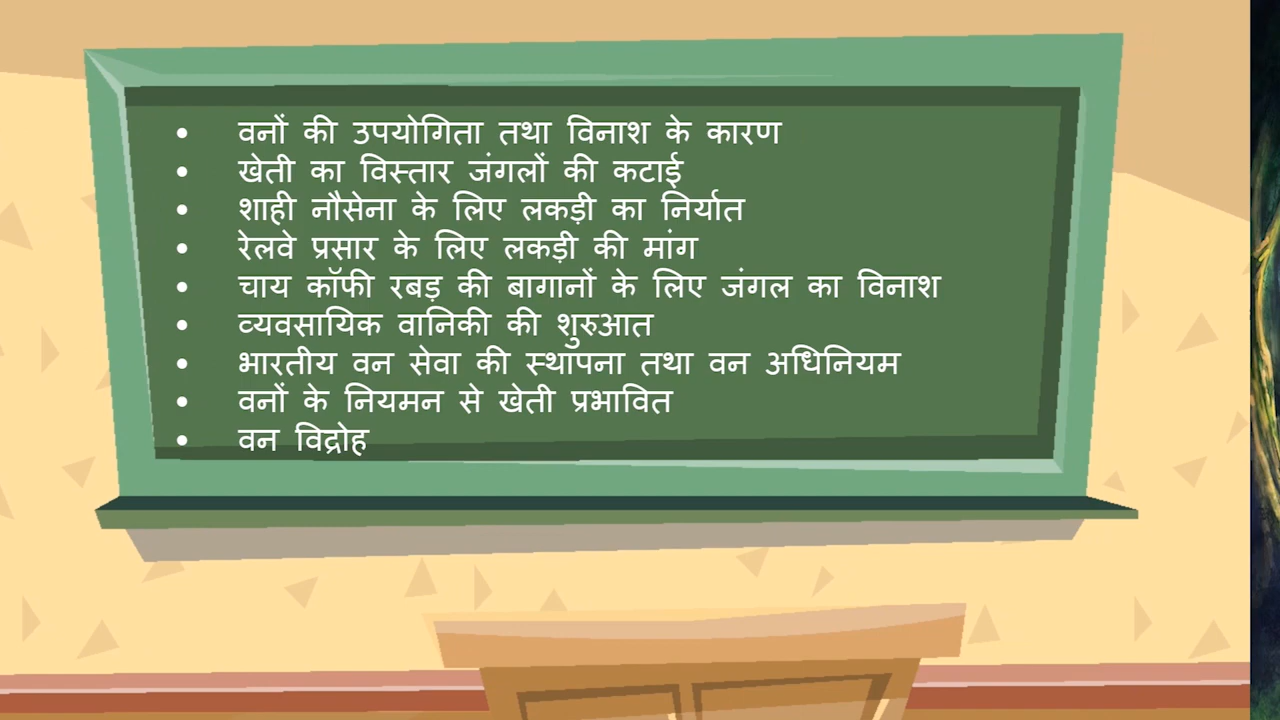 • वनों की उपयोगिता तथा विनाश के कारण
• खेती का विस्तार जंगलों की कटाई
• शाही नौसेना के लिए लकड़ी का निर्यात
• रेलवे प्रसार के लिए लकड़ी की मांग
• चाय कॉफी रबड़ की बागानों के लिए जंगल का विनाश
• व्यवसायिक वानिकी की शुरुआत
• भारतीय वन सेवा की स्थापना तथा वन अधिनियम
• वनों के नियमन से खेती प्रभावित
• वन विद्रोह